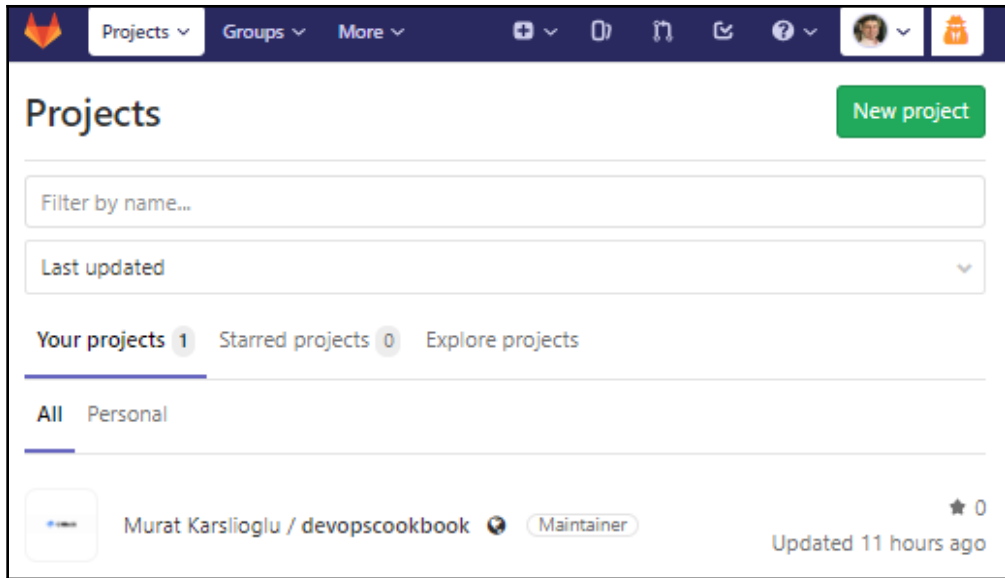 Projects Groups More
Projects New project
Filter by name...
Last updated
Your projects 1 Starred projects 0 Explore projects
All Personal
Murat Karslioglu / devopscookbook Maintainer 0
Updated 11 hours ago